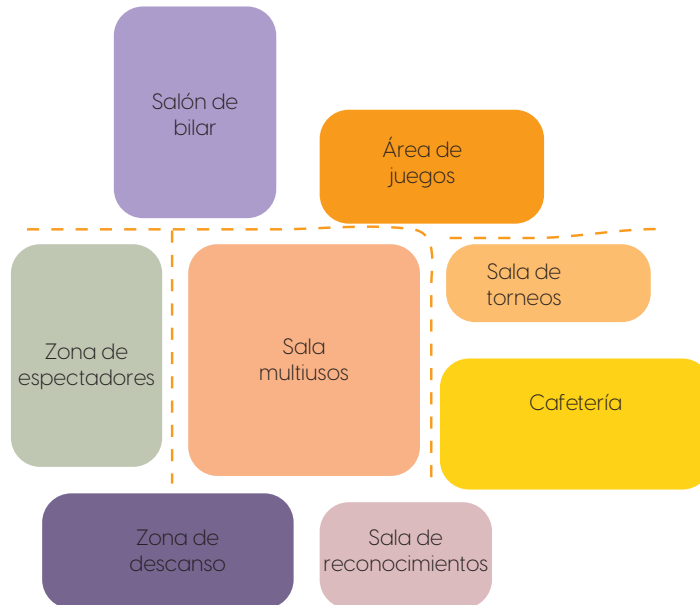 Salón de
bilar
Área de
juegos
Sala de
torneos
Zona de
espectadores
Sala
multiusos
Cafetería
Zona de
descanso
Sala de
reconocimientos